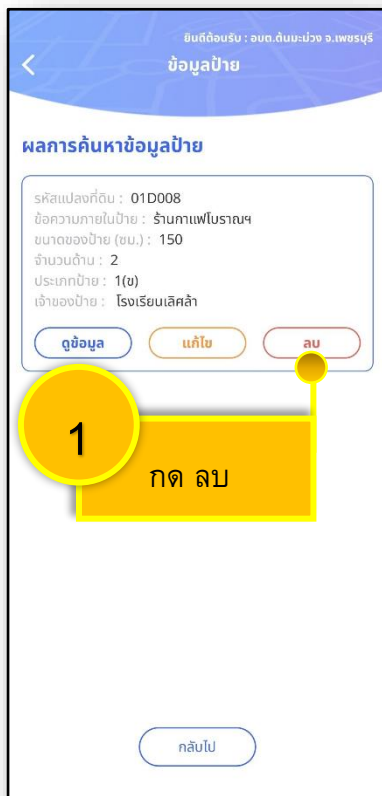 ยินดีต้อนรับ : อบต.ต้นมะม่วง จ.เพชรบุรี
ข้อมูลป้าย
ผลการค้นหาข้อมูลป้าย
รหัสแปลงที่ดิน : 01D008
ข้อความภายในป้าย : ร้านกาแฟโบราณฯ
ขนาดของป้าย (ซม.) : 150
จำนวนด้าน : 2
ประเภทป้าย : 1(ข)
เจ้าของป้าย : โรงเรียนเลิศล้า
ดูข้อมูล แก้ไข ลบ
1
กด ลบ
กลับไป